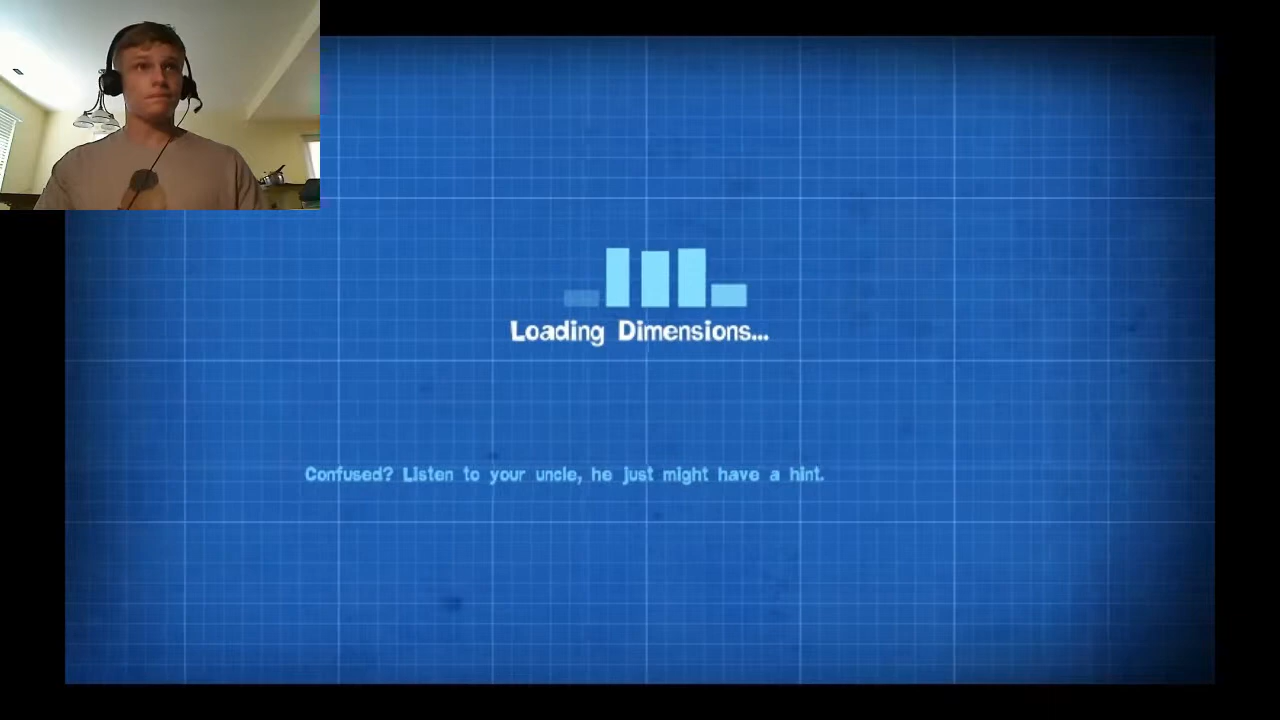 Loading Dimensions...
Confused? Listen to your uncle, he just might have a hint.